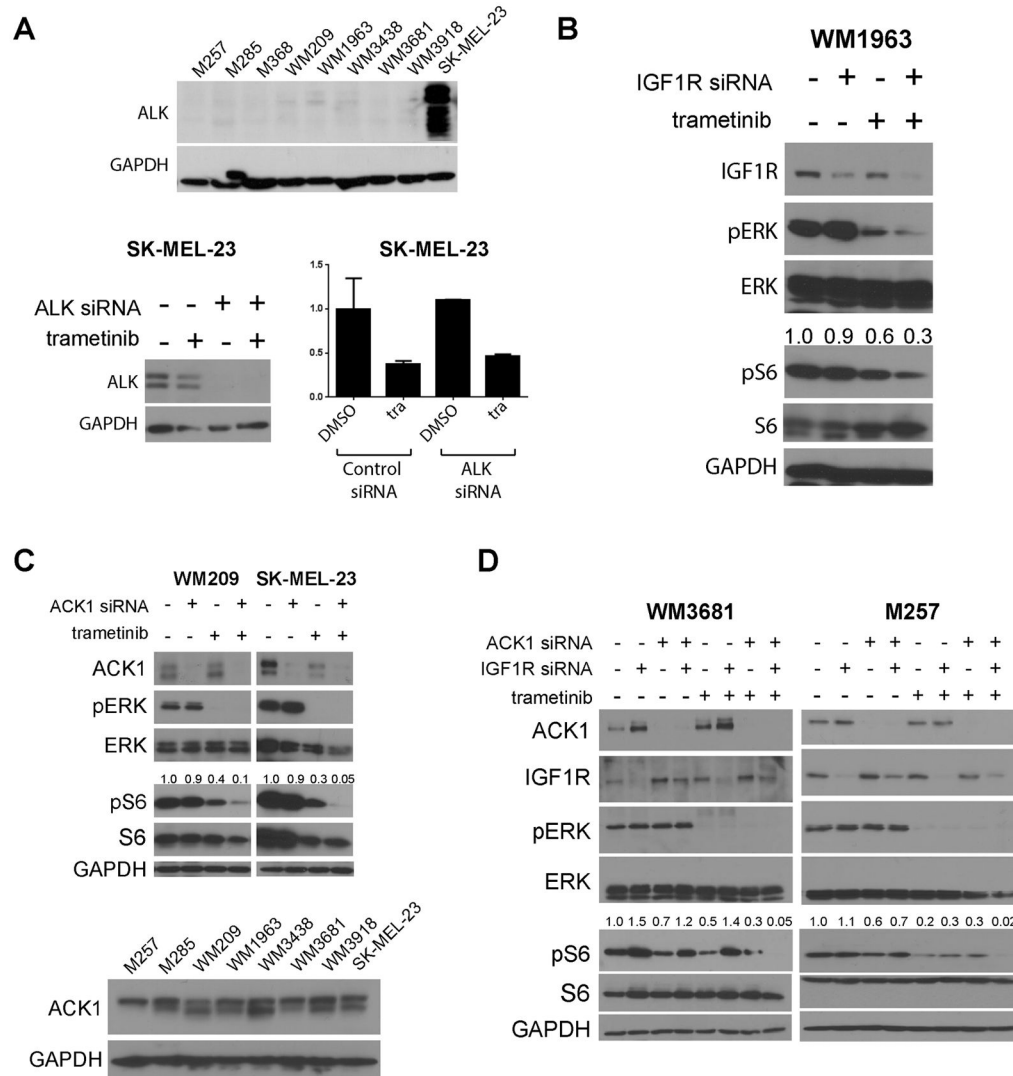 A
M257 M285 M368 WM209 WM1963 WM3438 WM3681 WM3918 SK-MEL-23
ALK
GAPDH
SK-MEL-23
ALK siRNA - - + +
trametinib - + - +
ALK
GAPDH
SK-MEL-23
1.5
1.0
0.5
0.0
DMSO tra DMSO tra
Control siRNA
ALK siRNA
B
WM1963
IGF1R siRNA - + - +
trametinib - - + +
IGF1R
pERK
ERK
1.0 0.9 0.6 0.3
pS6
S6
GAPDH
C
WM209 SK-MEL-23
ACK1 siRNA - + - + - + - +
trametinib - - + + - - + +
ACK1
pERK
ERK
1.0 0.9 0.4 0.1 1.0 0.9 0.3 0.05
pS6
S6
GAPDH
M257 M285 WM209 WM1963 WM3438 WM3681 WM3918 SK-MEL-23
ACK1
GAPDH
D
WM3681 M257
ACK1 siRNA - - + + - - + + - - + + - - + +
IGF1R siRNA - + - + - + - + - + - + - + - +
trametinib - - - - + + + + - - - - + + + +
ACK1
IGF1R
pERK
ERK
1.0 1.5 0.7 1.2 0.5 1.4 0.3 0.05 1.0 1.1 0.6 0.7 0.2 0.3 0.3 0.02
pS6
S6
GAPDH